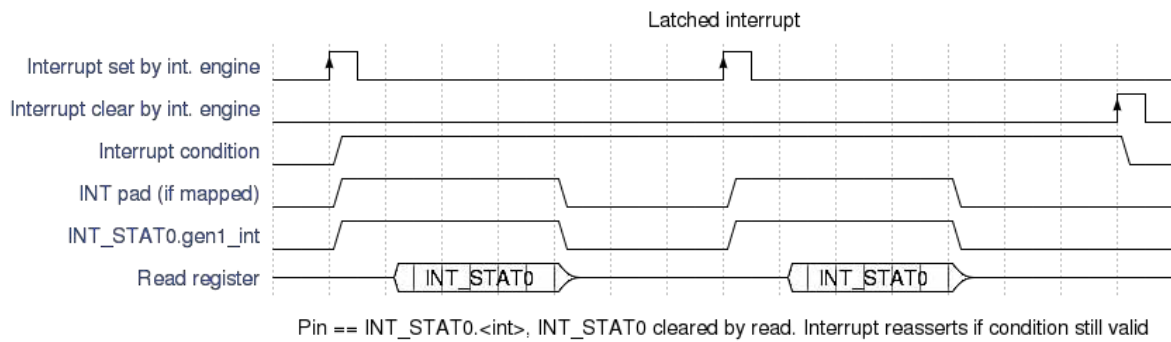 Latched interrupt
Interrupt set by int. engine
Interrupt clear by int. engine
Interrupt condition
INT pad (if mapped)
INT_STAT0.gen1_int
Read register
INT_STAT0
INT_STAT0
Pin == INT_STAT0.<int>, INT_STAT0 cleared by read. Interrupt reasserts if condition still valid